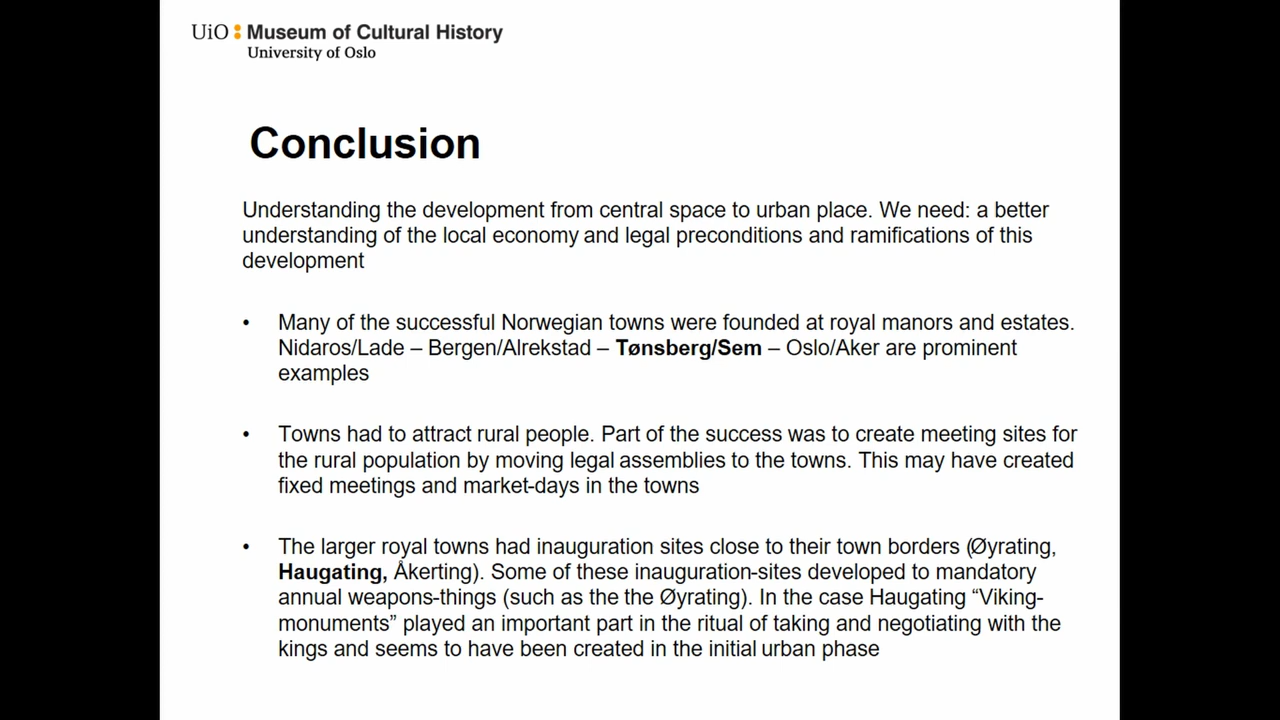 UiO Museum of Cultural History
University of Oslo
Conclusion
Understanding the development from central space to urban place. We need: a better
understanding of the local economy and legal preconditions and ramifications of this
development
• Many of the successful Norwegian towns were founded at royal manors and estates.
Nidaros/Lade – Bergen/Alrekstad – Tønsberg/Sem – Oslo/Aker are prominent
examples
• Towns had to attract rural people. Part of the success was to create meeting sites for
the rural population by moving legal assemblies to the towns. This may have created
fixed meetings and market-days in the towns
• The larger royal towns had inauguration sites close to their town borders (Øyrating,
Haugating, Åkerting). Some of these inauguration-sites developed to mandatory
annual weapons-things (such as the the Øyrating). In the case Haugating “Viking-
monuments” played an important part in the ritual of taking and negotiating with the
kings and seems to have been created in the initial urban phase